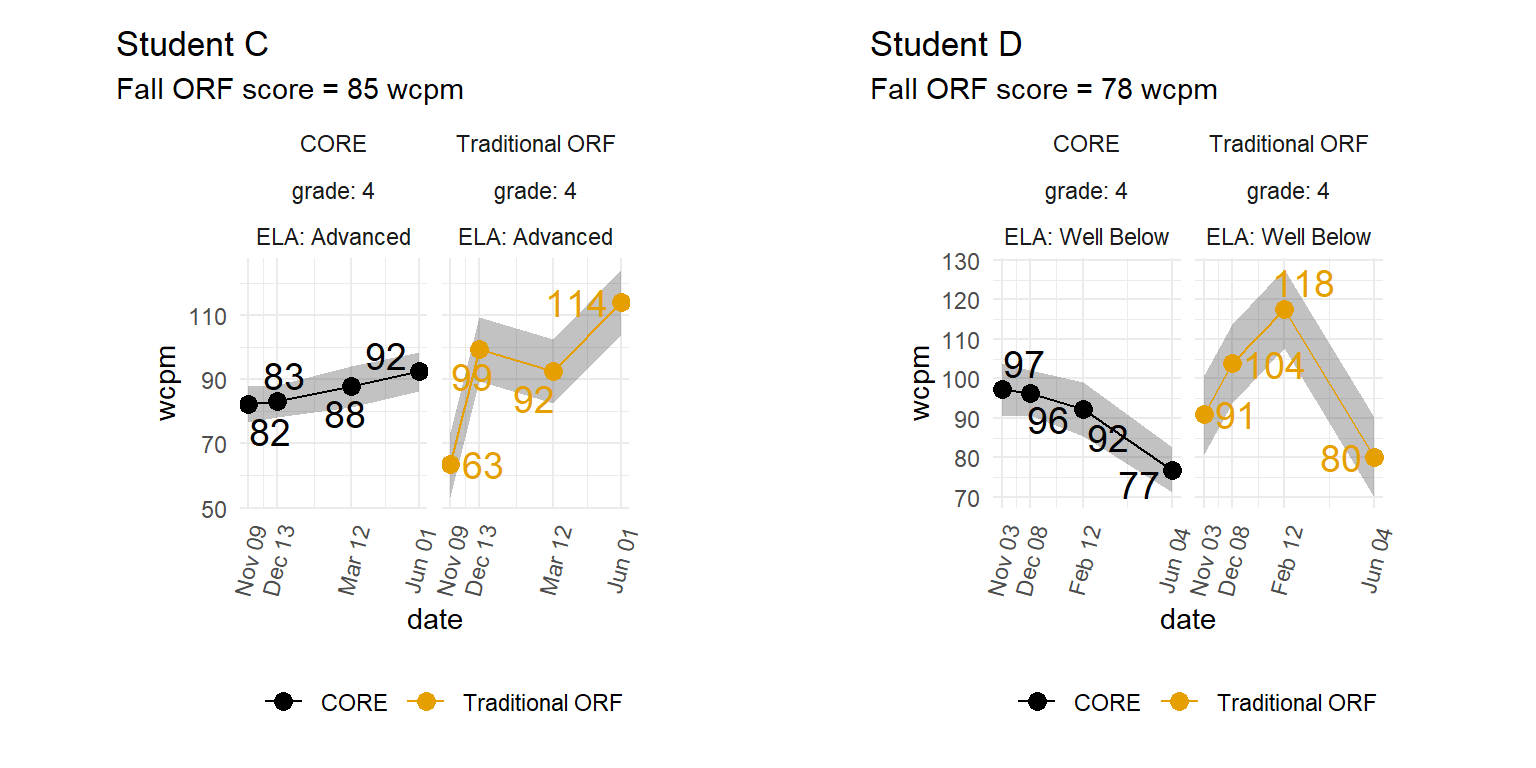 Student C
Fall ORF score = 85 wcpm
CORE
Traditional ORF
grade: 4
grade: 4
ELA: Advanced
ELA: Advanced
wcpm
110
90
70
50
82
83
88
92
63
99
92
114
Nov 09
Dec 13
Mar 12
Jun 01
Nov 09
Dec 13
Mar 12
Jun 01
date
CORE
Traditional ORF
Student D
Fall ORF score = 78 wcpm
CORE
Traditional ORF
grade: 4
grade: 4
ELA: Well Below
ELA: Well Below
wcpm
130
120
110
100
90
80
70
97
96
92
77
91
104
118
80
Nov 03
Dec 08
Feb 12
Jun 04
Nov 03
Dec 08
Feb 12
Jun 04
date
CORE
Traditional ORF